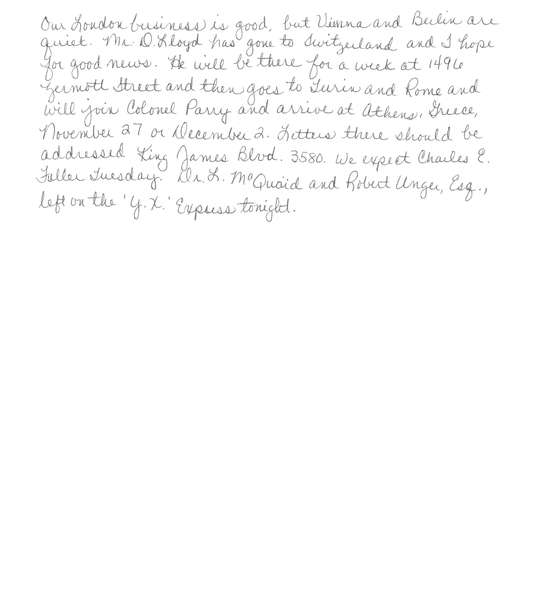 Our London business is good, but Vienna and Berlin are
quiet. Mr. D. Lloyd has gone to Switzerland and I hope
for good news. He will be there for a week at 1496
Zermott Street and then goes to Turin and Rome and
will join Colonel Parry and arrive at Athens, Greece,
November 27 or December 2. Letters there should be
addressed King James Blvd. 3580. We expect Charles E.
Fuller Tuesday. Dr. L. McQuaid and Robert Unger, Esq.,
left on the 'Y.X.' Express tonight.